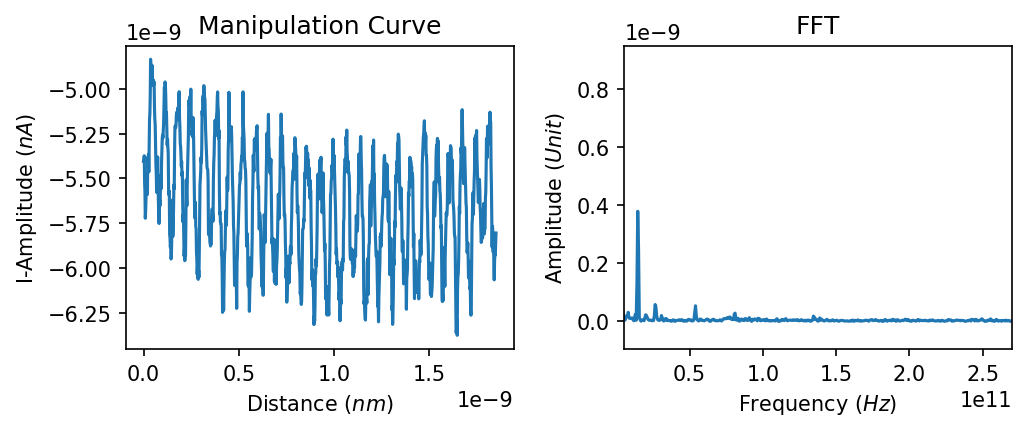 Manipulation Curve
1e−9
I-Amplitude (nA)
−5.00
−5.25
−5.50
−5.75
−6.00
−6.25
0.0 0.5 1.0 1.5
1e−9
Distance (nm)
FFT
1e−9
Amplitude (Unit)
0.8
0.6
0.4
0.2
0.0
0.5 1.0 1.5 2.0 2.5
1e11
Frequency (Hz)